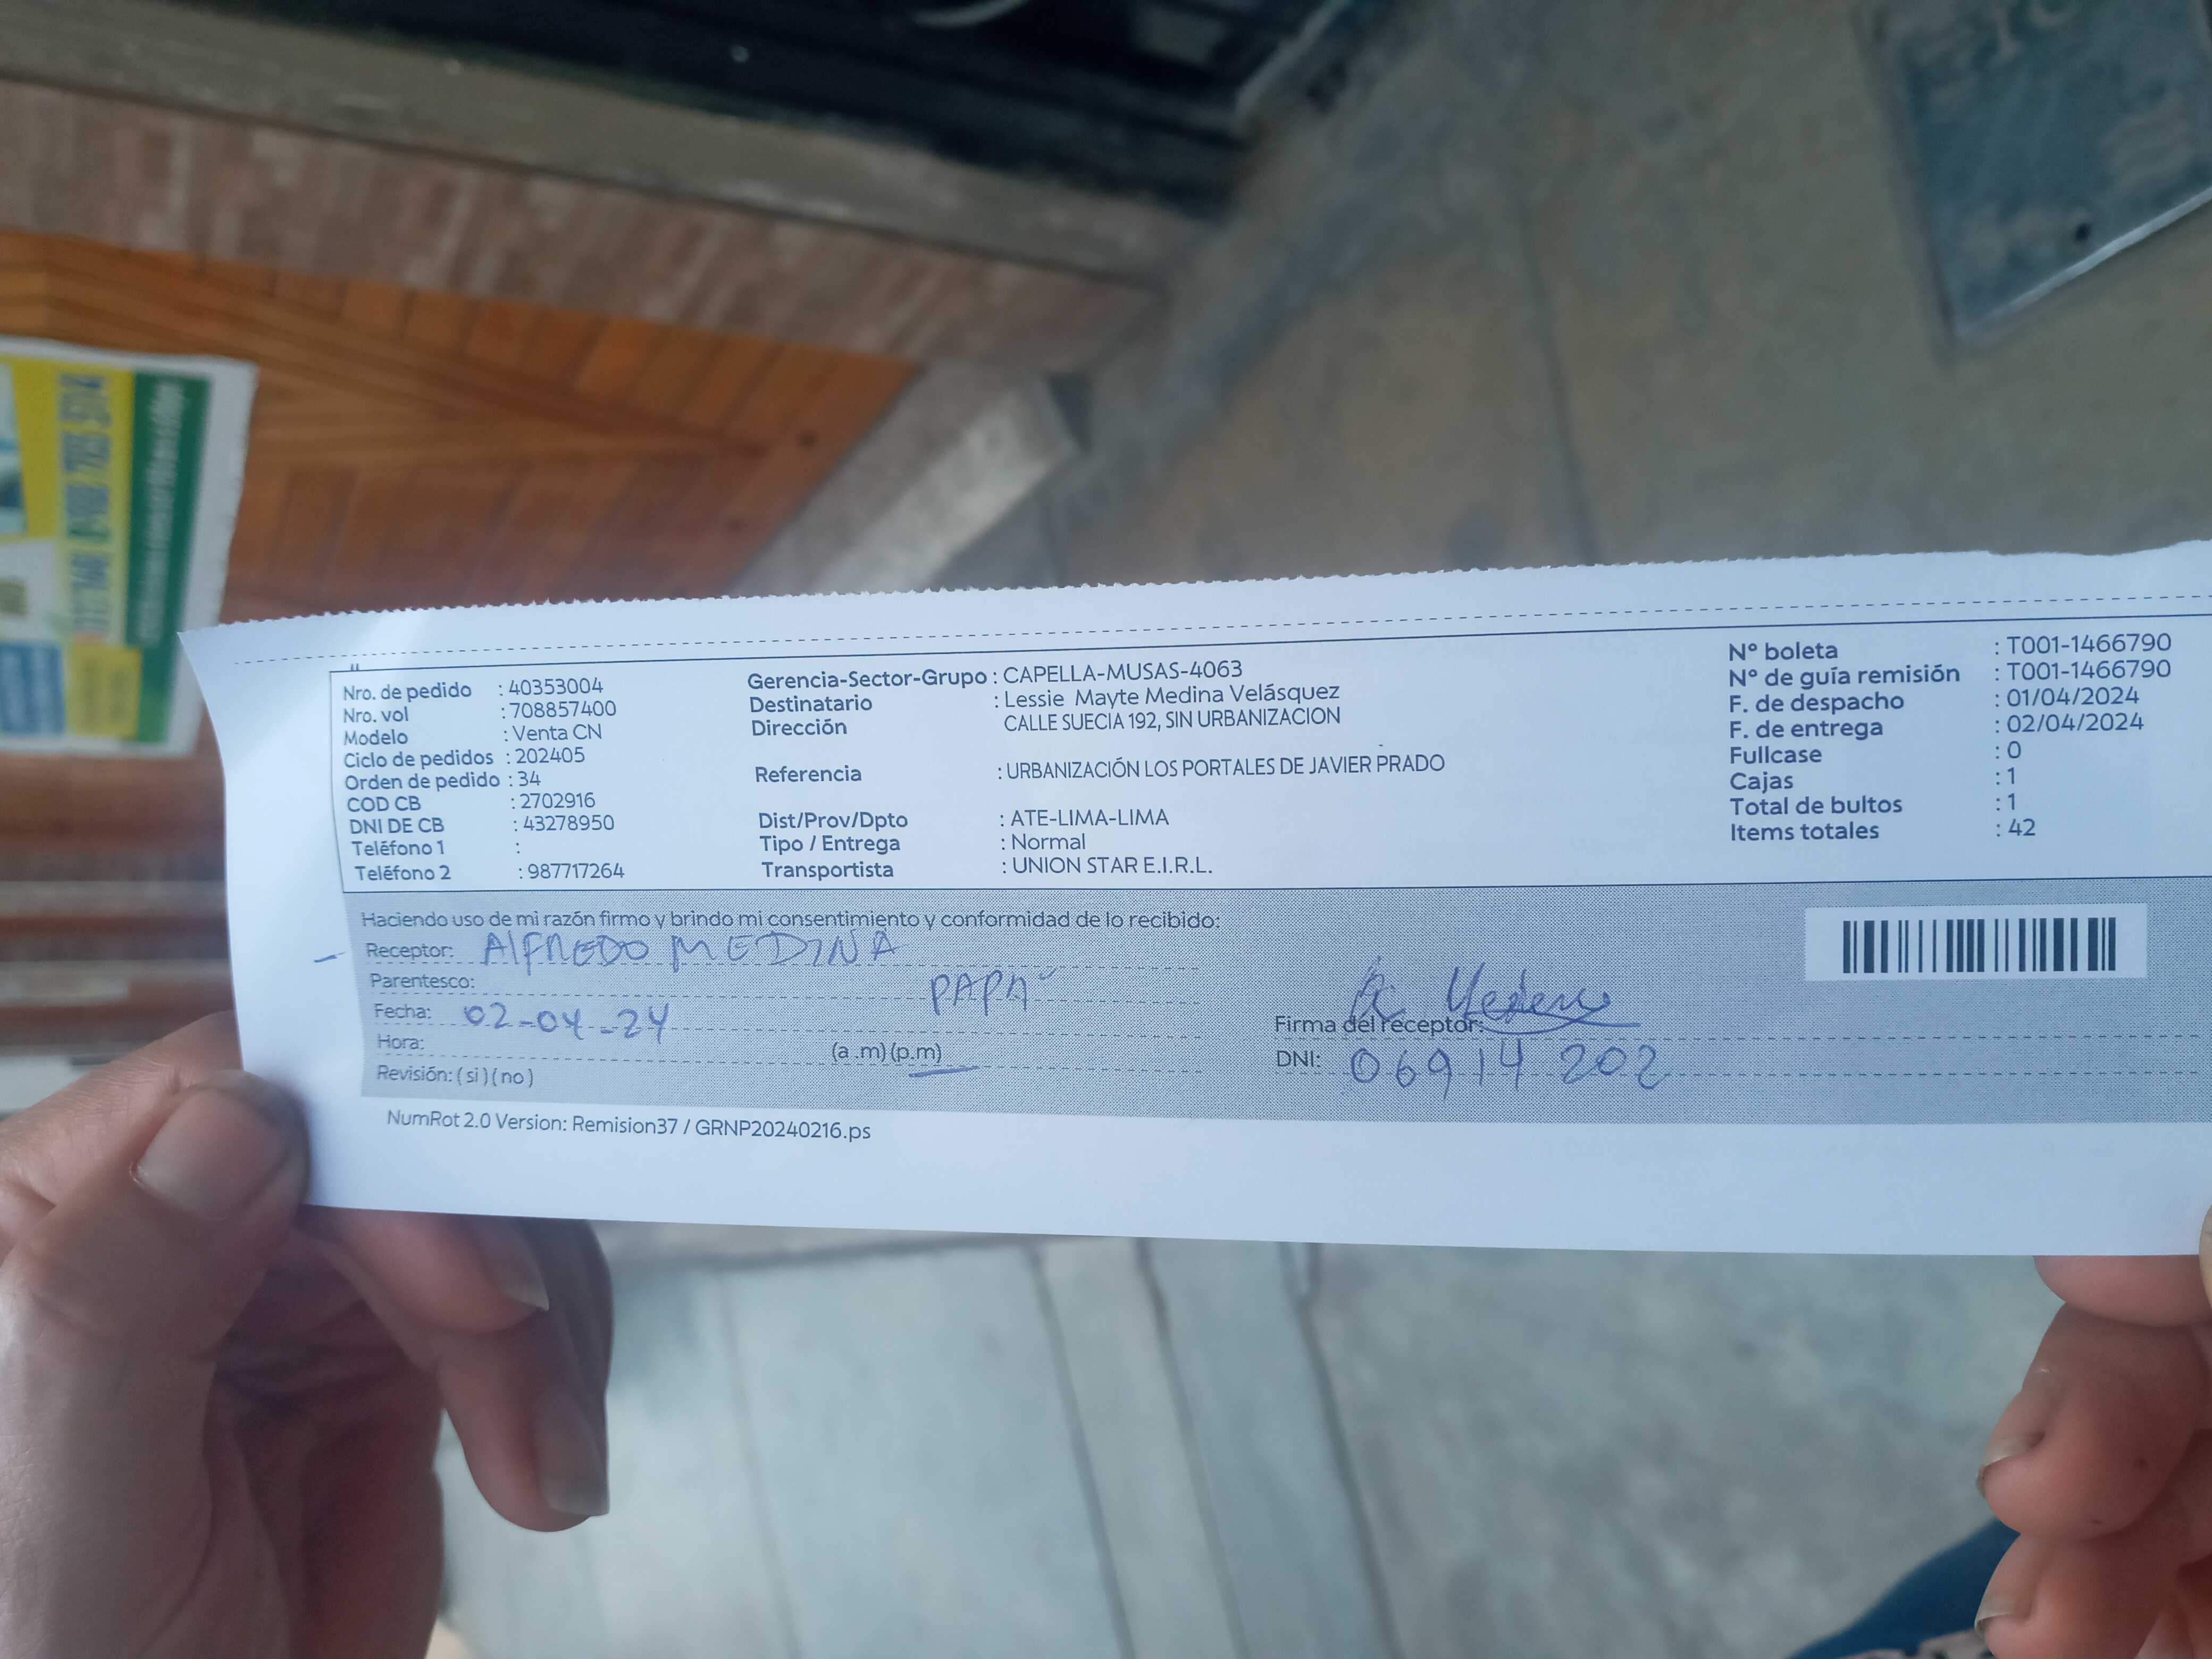 Nro. de pedido : 40353004
Nro. vol : 708857400
Modelo : Venta CN
Ciclo de pedidos : 202405
Orden de pedido : 34
COD CB : 2702916
DNI DE CB : 43278950
Teléfono 1 :
Teléfono 2 : 987717264
Gerencia-Sector-Grupo : CAPELLA-MUSAS-4063
Destinatario : Lessie Mayte Medina Velásquez
Dirección CALLE SUECIA 192, SIN URBANIZACION
Referencia : URBANIZACIÓN LOS PORTALES DE JAVIER PRADO
Dist/Prov/Dpto : ATE-LIMA-LIMA
Tipo / Entrega : Normal
Transportista : UNION STAR E.I.R.L.
N° boleta : T001-1466790
N° de guía remisión : T001-1466790
F. de despacho : 01/04/2024
F. de entrega : 02/04/2024
Fullcase : 0
Cajas : 1
Total de bultos : 1
Items totales : 42
Haciendo uso de mi razón firmo y brindo mi consentimiento y conformidad de lo recibido:
Receptor: AlFREDO MEDINA
Parentesco: PAPA
Fecha: 02-04-24
Hora: (a .m) (p.m)
Revisión: ( si ) ( no )
Firma del receptor:
DNI: 06914202
NumRot 2.0 Version: Remision37 / GRNP20240216.ps